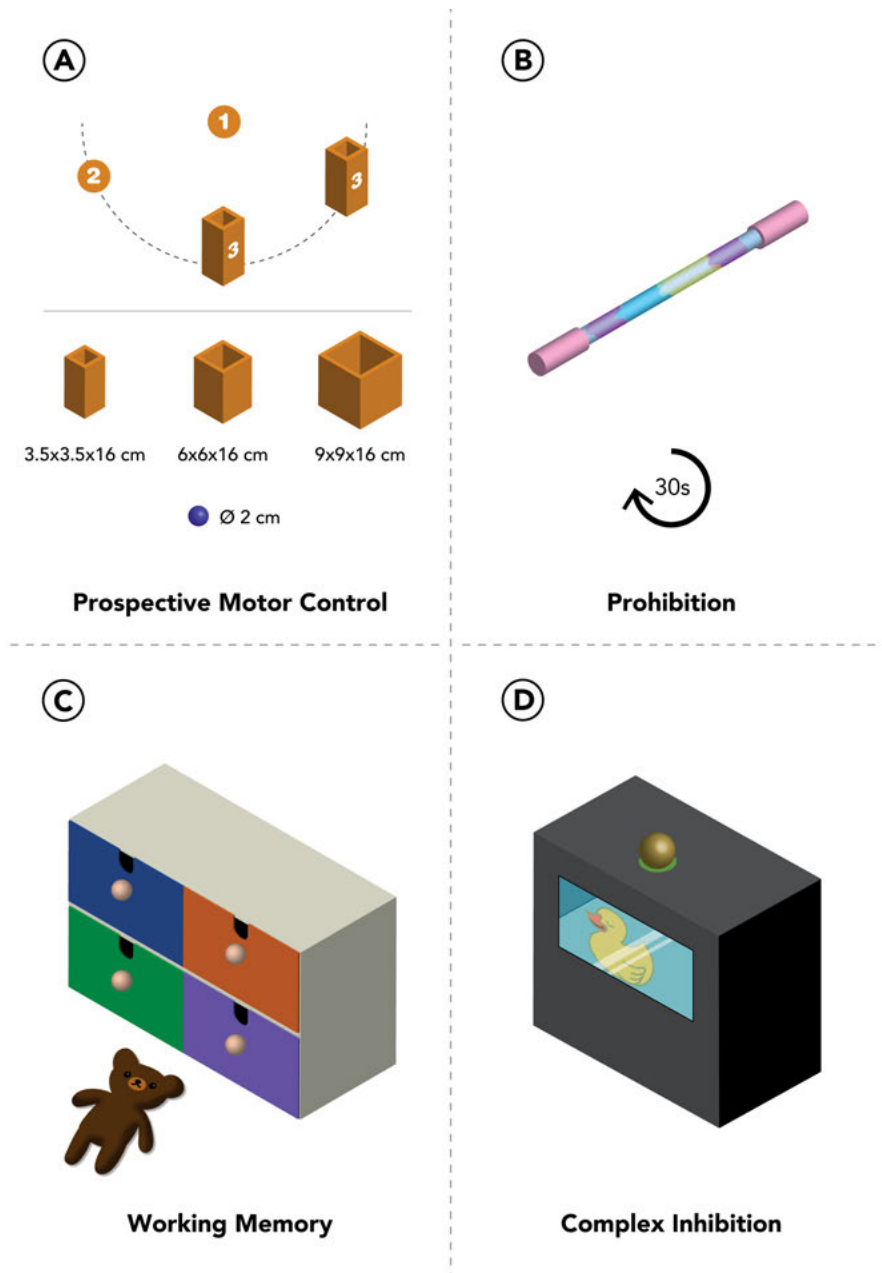 A
1
2
3
3
3.5x3.5x16 cm
6x6x16 cm
9x9x16 cm
Ø 2 cm
Prospective Motor Control
B
30s
Prohibition
C
Working Memory
D
Complex Inhibition